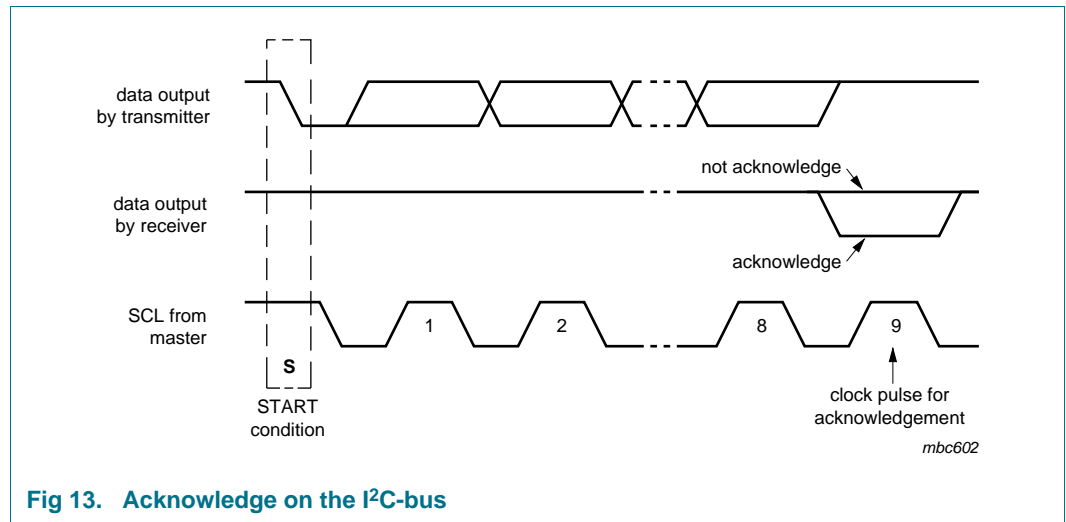 data output
by transmitter
not acknowledge
data output
by receiver
acknowledge
SCL from
master
1
2
8
9
S
START
condition
clock pulse for
acknowledgement
mbc602
Fig 13. Acknowledge on the I²C-bus